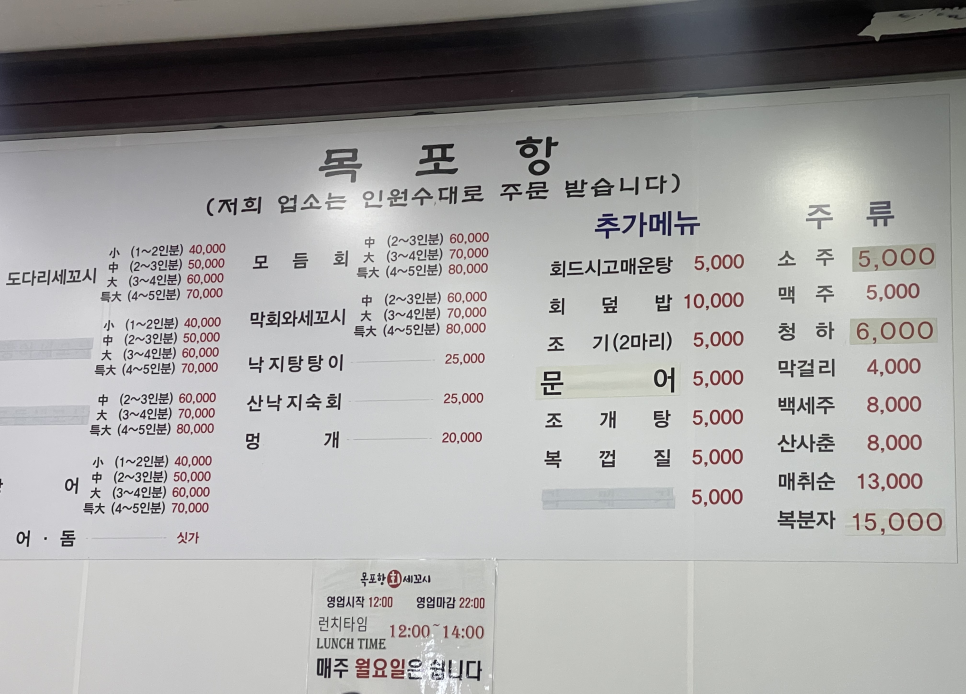 목포항
(저희 업소는 인원수대로 주문 받습니다)
도다리세꼬시
小 (1~2인분) 40,000
中 (2~3인분) 50,000
大 (3~4인분) 60,000
特大 (4~5인분) 70,000
小 (1~2인분) 40,000
中 (2~3인분) 50,000
大 (3~4인분) 60,000
特大 (4~5인분) 70,000
中 (2~3인분) 60,000
大 (3~4인분) 70,000
特大 (4~5인분) 80,000
어
小 (1~2인분) 40,000
中 (2~3인분) 50,000
大 (3~4인분) 60,000
特大 (4~5인분) 70,000
어·돔 싯가
모듬회
中 (2~3인분) 60,000
大 (3~4인분) 70,000
特大 (4~5인분) 80,000
막회와세꼬시
中 (2~3인분) 60,000
大 (3~4인분) 70,000
特大 (4~5인분) 80,000
낙지탕탕이 25,000
산낙지숙회 25,000
멍개 20,000
추가메뉴
회드시고매운탕 5,000
회덮밥 10,000
조기(2마리) 5,000
문어 5,000
조개탕 5,000
복껍질 5,000
5,000
주류
소주 5,000
맥주 5,000
청하 6,000
막걸리 4,000
백세주 8,000
산사춘 8,000
매취순 13,000
복분자 15,000
목포항 회 세꼬시
영업시작 12:00 영업마감 22:00
런치타임
LUNCH TIME 12:00~14:00
매주 월요일은 쉽니다